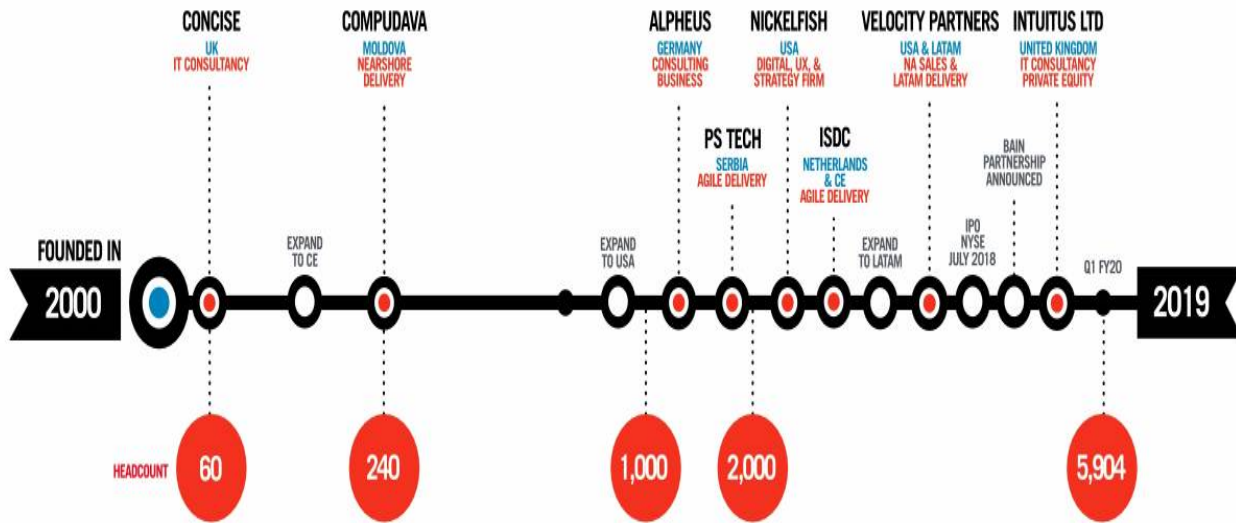 CONCISE
UK
IT CONSULTANCY
COMPUDAVA
MOLDOVA
NEARSHORE
DELIVERY
ALPHEUS
GERMANY
CONSULTING
BUSINESS
NICKELFISH
USA
DIGITAL, UX, &
STRATEGY FIRM
VELOCITY PARTNERS
USA & LATAM
NA SALES &
LATAM DELIVERY
INTUITUS LTD
UNITED KINGDOM
IT CONSULTANCY
PRIVATE EQUITY
PS TECH
SERBIA
AGILE DELIVERY
ISDC
NETHERLANDS
& CE
AGILE DELIVERY
BAIN
PARTNERSHIP
ANNOUNCED
FOUNDED IN
2000
EXPAND
TO CE
EXPAND
TO USA
EXPAND
TO LATAM
IPO
NYSE
JULY 2018
Q1 FY20
2019
HEADCOUNT
60
240
1,000
2,000
5,904